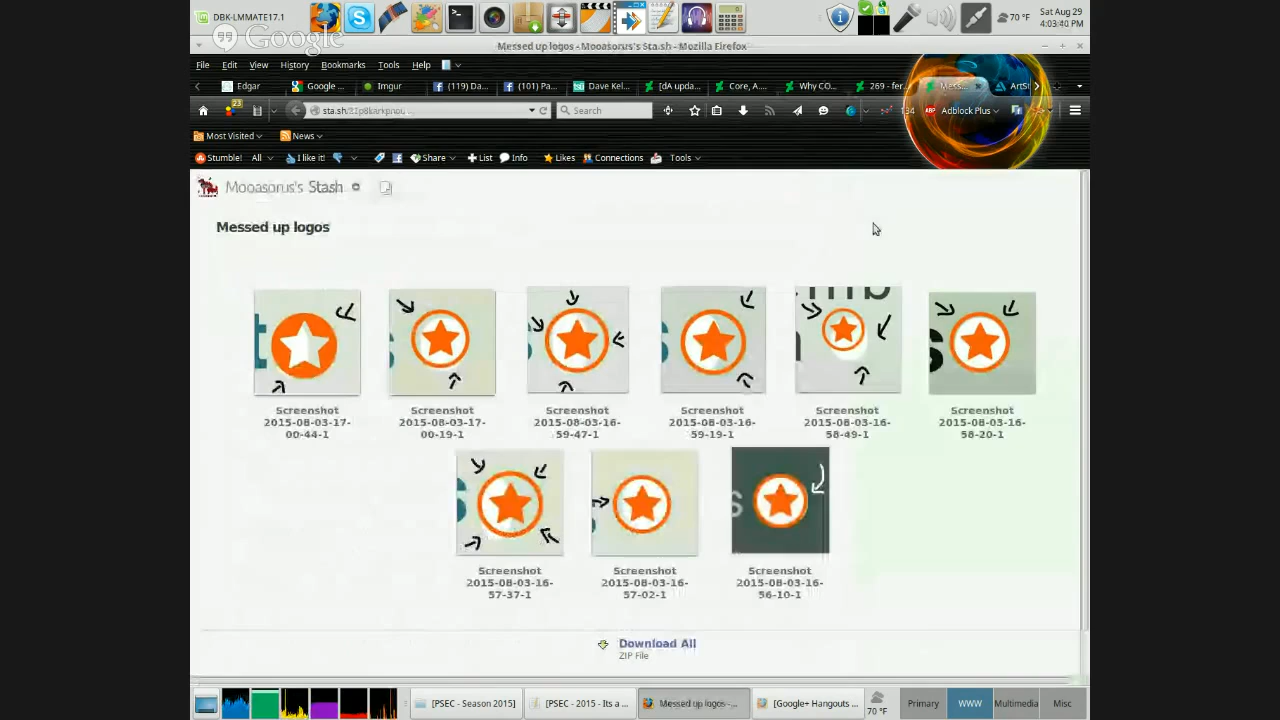 DBK-LMMATE17.1
70 °F
Sat Aug 29
4:03:40 PM
Google
Messed up logos - Mooasorus's Sta.sh - Mozilla Firefox
File Edit View History Bookmarks Tools Help
Edgar
Google ...
Imgur
(119) Da...
(101) Pa...
Dave Kel...
[dA upda...
Core, A...
Why CO...
269 - fer...
Mess...
ArtSt
23
Search
134
Adblock Plus
Most Visited
News
Stumble! All I like it! Share List Info Likes Connections Tools
Mooasorus's Stash
Messed up logos
Screenshot
2015-08-03-17-
00-44-1
Screenshot
2015-08-03-17-
00-19-1
Screenshot
2015-08-03-16-
59-47-1
Screenshot
2015-08-03-16-
59-19-1
Screenshot
2015-08-03-16-
58-49-1
Screenshot
2015-08-03-16-
58-20-1
Screenshot
2015-08-03-16-
57-37-1
Screenshot
2015-08-03-16-
57-02-1
Screenshot
2015-08-03-16-
56-10-1
Download All
ZIP File
[PSEC - Season 2015]
[PSEC - 2015 - Its a ...
Messed up logos -...
[Google+ Hangouts ...
70 °F
Primary
WWW
Multimedia
Misc